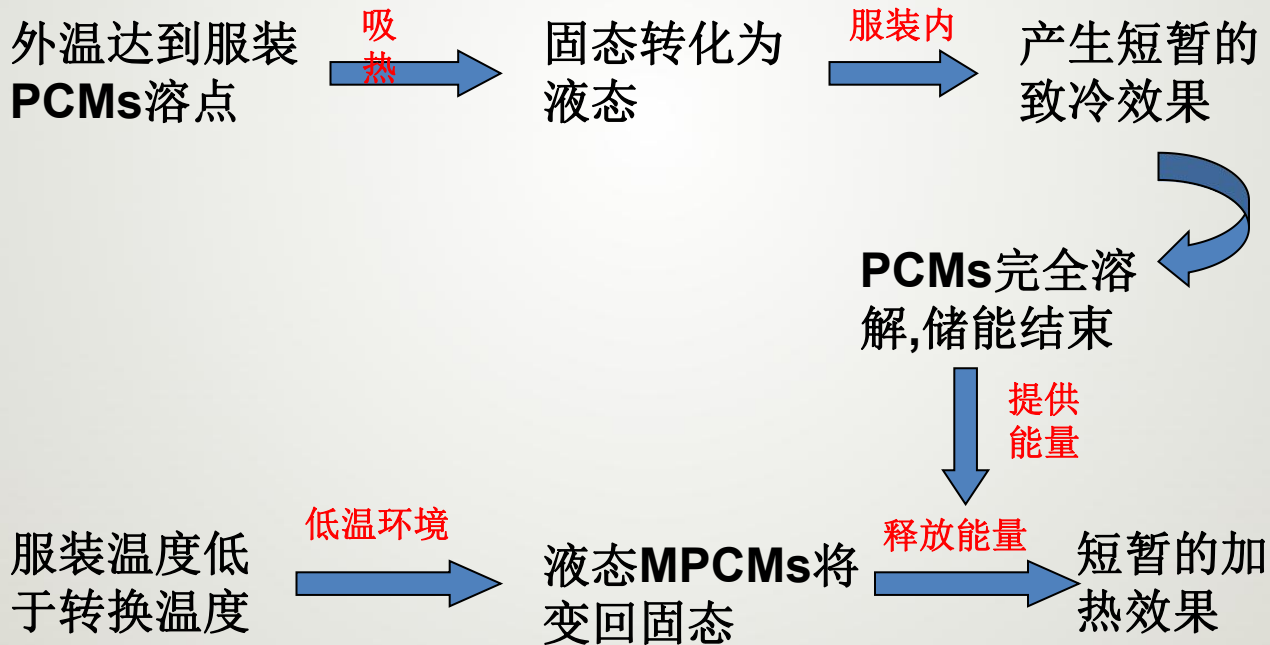 外温达到服装
PCMs溶点
吸
热
固态转化为
液态
服装内
产生短暂的
致冷效果
PCMs完全溶
解,储能结束
提供
能量
服装温度低
于转换温度
低温环境
液态MPCMs将
变回固态
释放能量
短暂的加
热效果